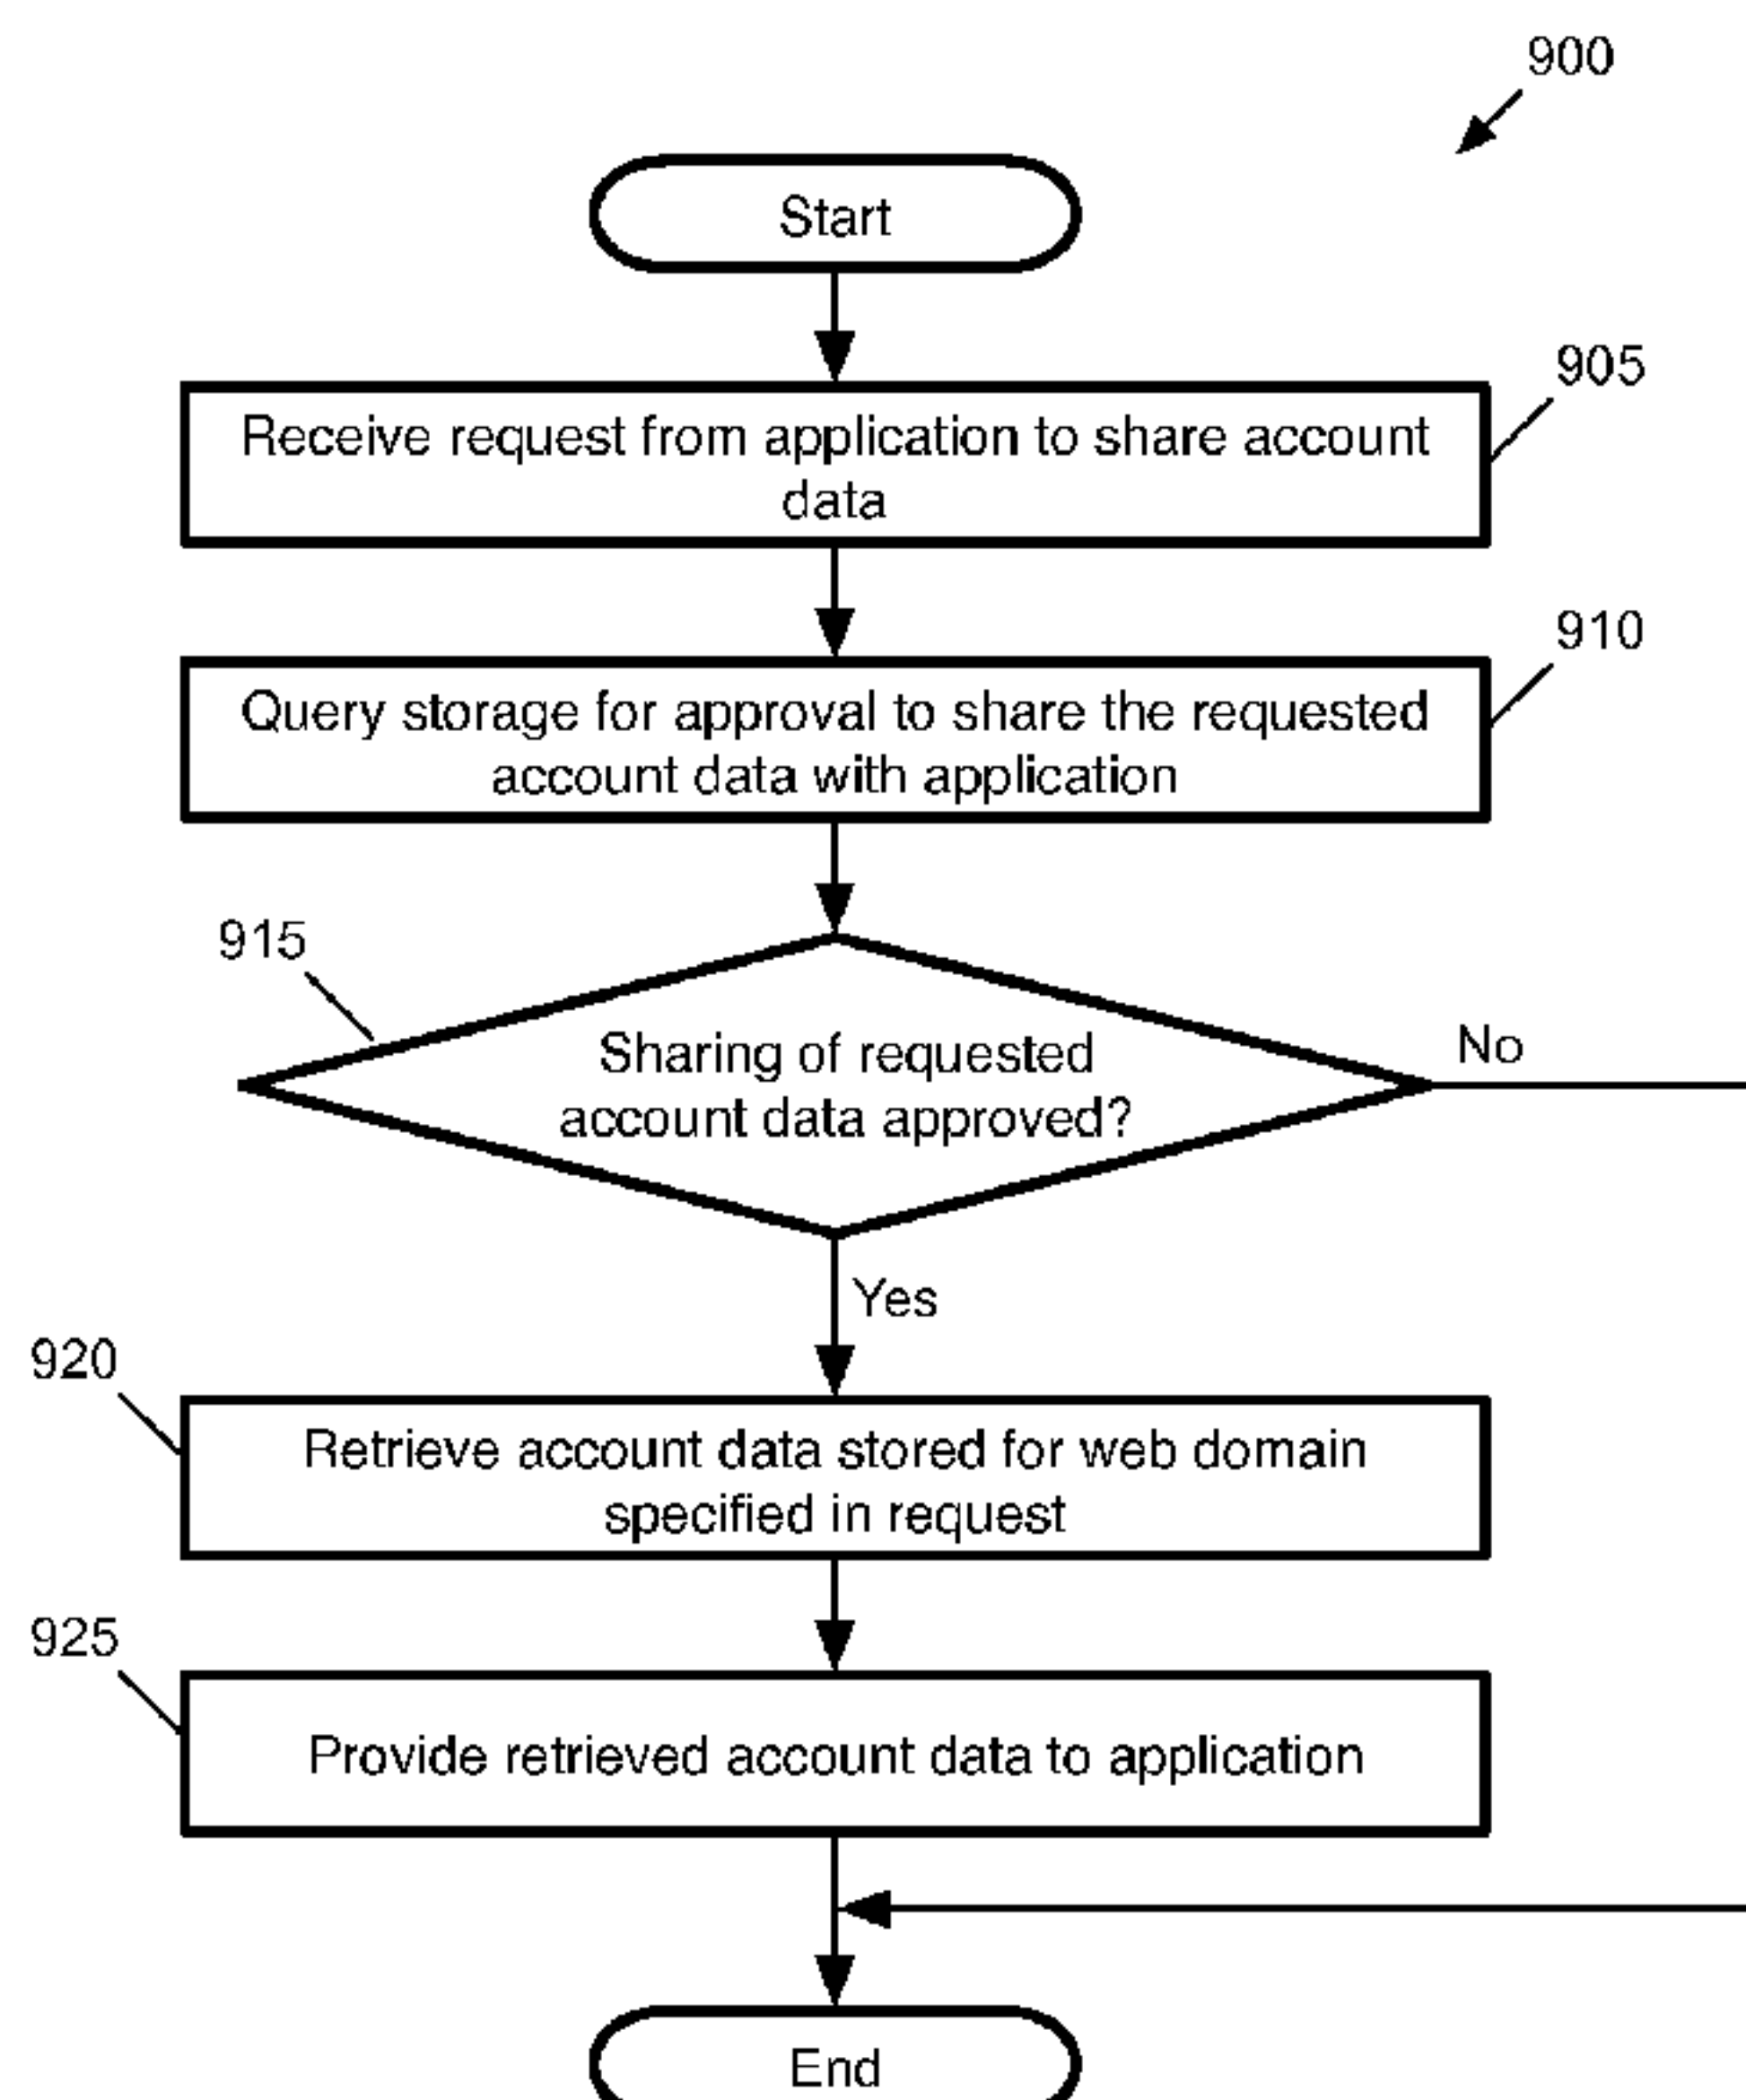 900
Start
905
Receive request from application to share account
data
910
Query storage for approval to share the requested
account data with application
915
Sharing of requested
account data approved?
No
Yes
920
Retrieve account data stored for web domain
specified in request
925
Provide retrieved account data to application
End